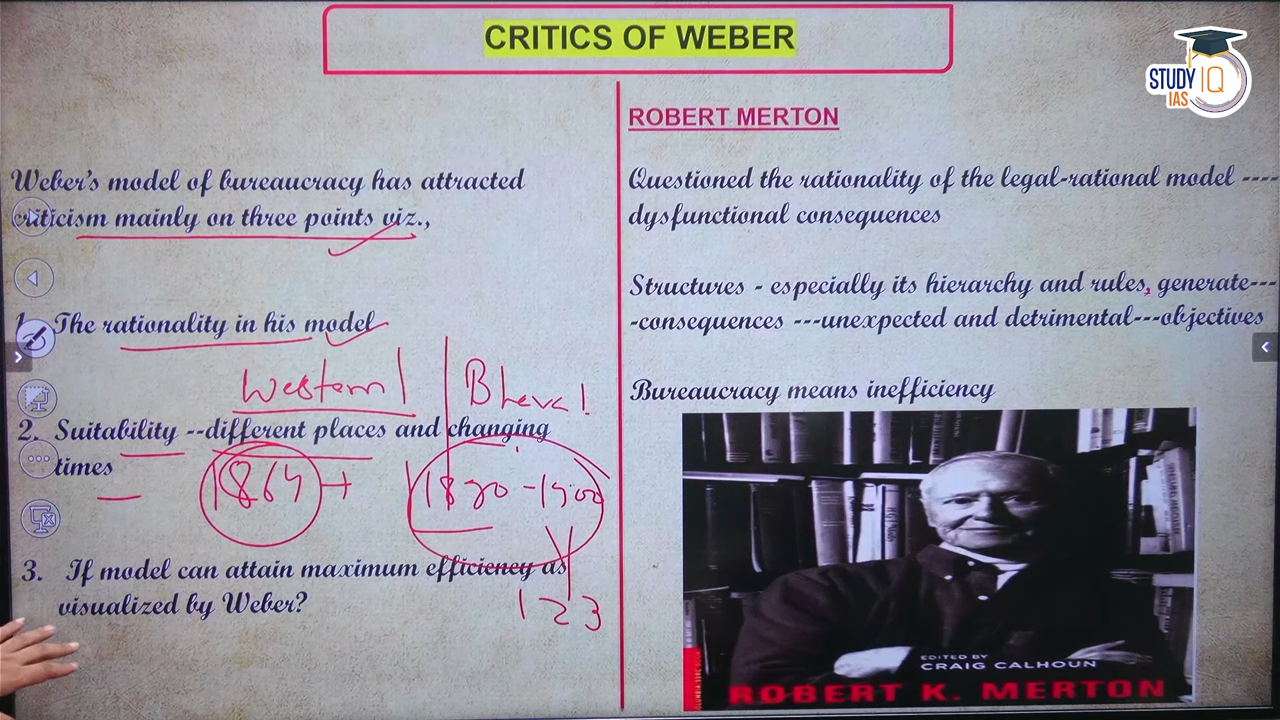 CRITICS OF WEBER
STUDY IQ
IAS
Weber's model of bureaucracy has attracted
criticism mainly on three points viz.,
1. The rationality in his model
Western
2. Suitability --different places and changing
times
1864+
3. If model can attain maximum efficiency as
visualized by Weber?
1 2 3
ROBERT MERTON
Questioned the rationality of the legal-rational model ----
dysfunctional consequences
Structures - especially its hierarchy and rules, generate---
-consequences ---unexpected and detrimental---objectives
Bureaucracy means inefficiency
EDITED BY
CRAIG CALHOUN
ROBERT K. MERTON